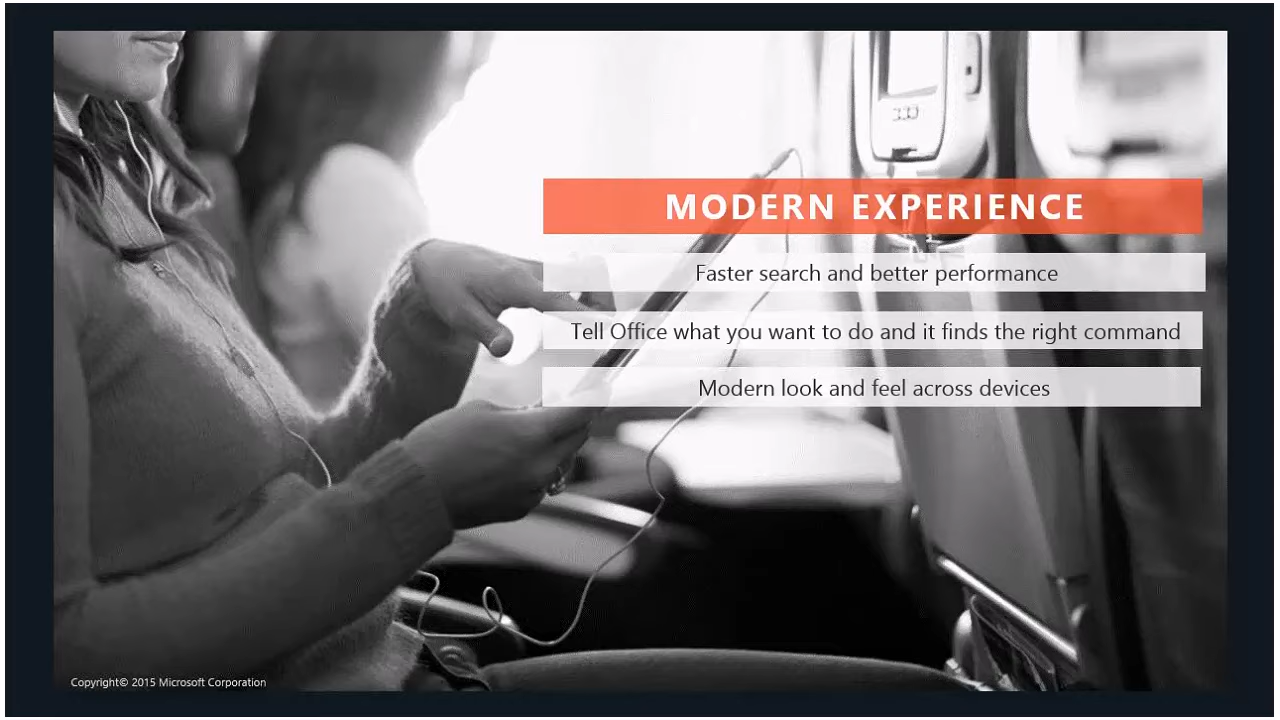 MODERN EXPERIENCE
Faster search and better performance
Tell Office what you want to do and it finds the right command
Modern look and feel across devices
Copyright© 2015 Microsoft Corporation